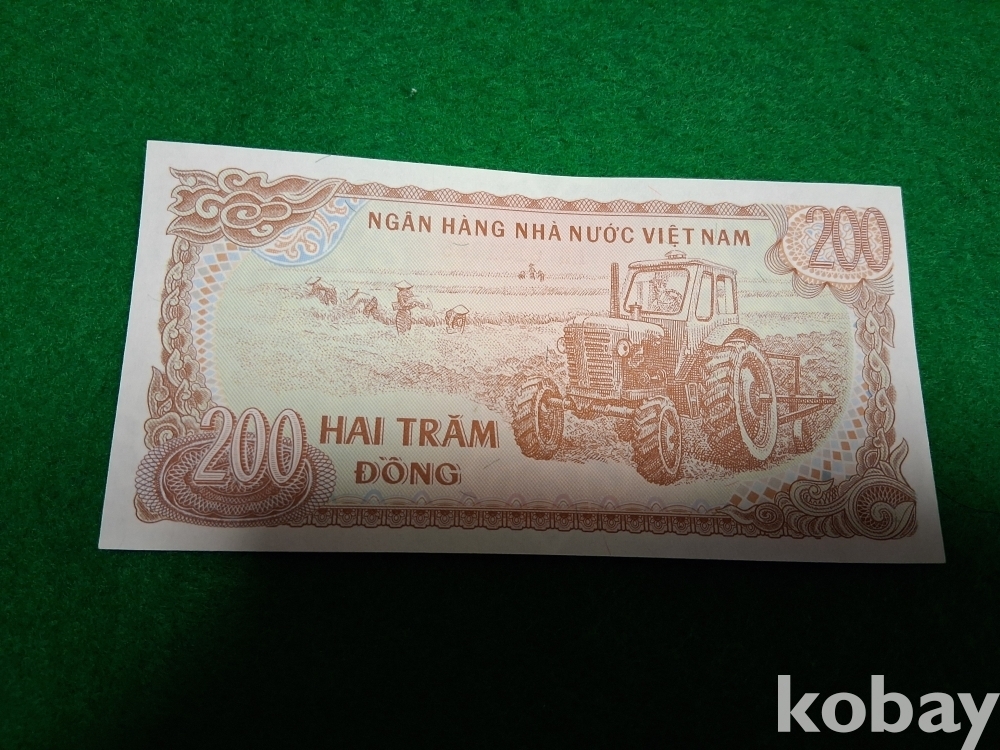 NGÂN HÀNG NHÀ NƯỚC VIỆT NAM
200
200
HAI TRĂM
ĐỒNG
kobay